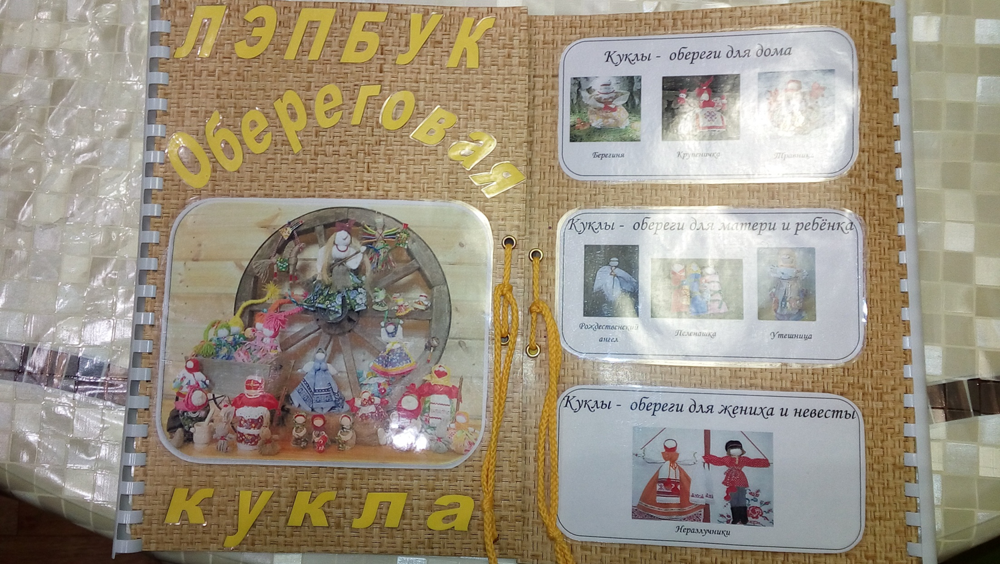 ЛЭПБУК
Обереговая
кукла
Куклы - обереги для дома
Берегиня
Крупеничка
Травница
Куклы - обереги для матери и ребёнка
Рождественский
ангел
Пеленашка
Утешница
Куклы - обереги для жениха и невесты
Неразлучники